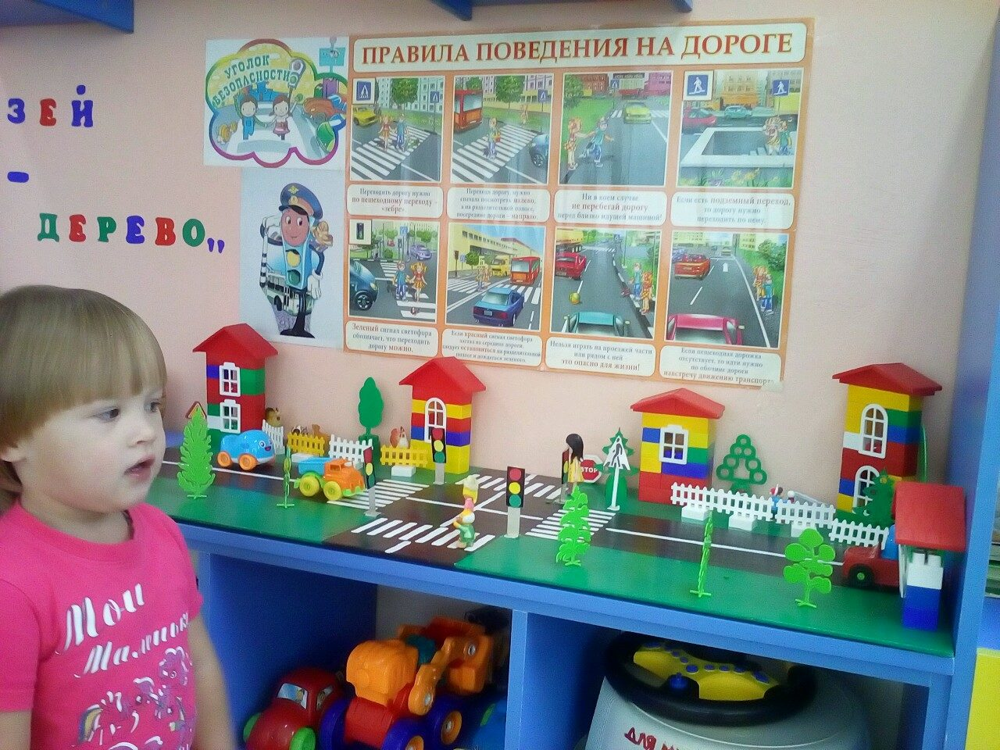 ЗЕЙ
-
ДЕРЕВО„
УГОЛОК
БЕЗОПАСНОСТИ
ПРАВИЛА ПОВЕДЕНИЯ НА ДОРОГЕ
Переходить дорогу нужно
по пешеходному переходу -
«зебре»
Переходя дорогу, нужно
сначала посмотреть налево,
а на разделительной полосе,
посередине дороги - направо.
Ни в коем случае
не перебегай дорогу
перед близко идущей машиной!
Если есть подземный переход,
то дорогу нужно
переходить по нему.
Зеленый сигнал светофора
обозначает, что переходить
дорогу можно.
Если красный сигнал светофора
застал на середине дороги,
следует остановиться на разделительной
полосе и дождаться зеленого.
Нельзя играть на проезжей части
или рядом с ней -
это опасно для жизни!
Если пешеходная дорожка
отсутствует, то идти нужно
по обочине дороги
навстречу движению транспорта
STOP
Мои
Маленьк